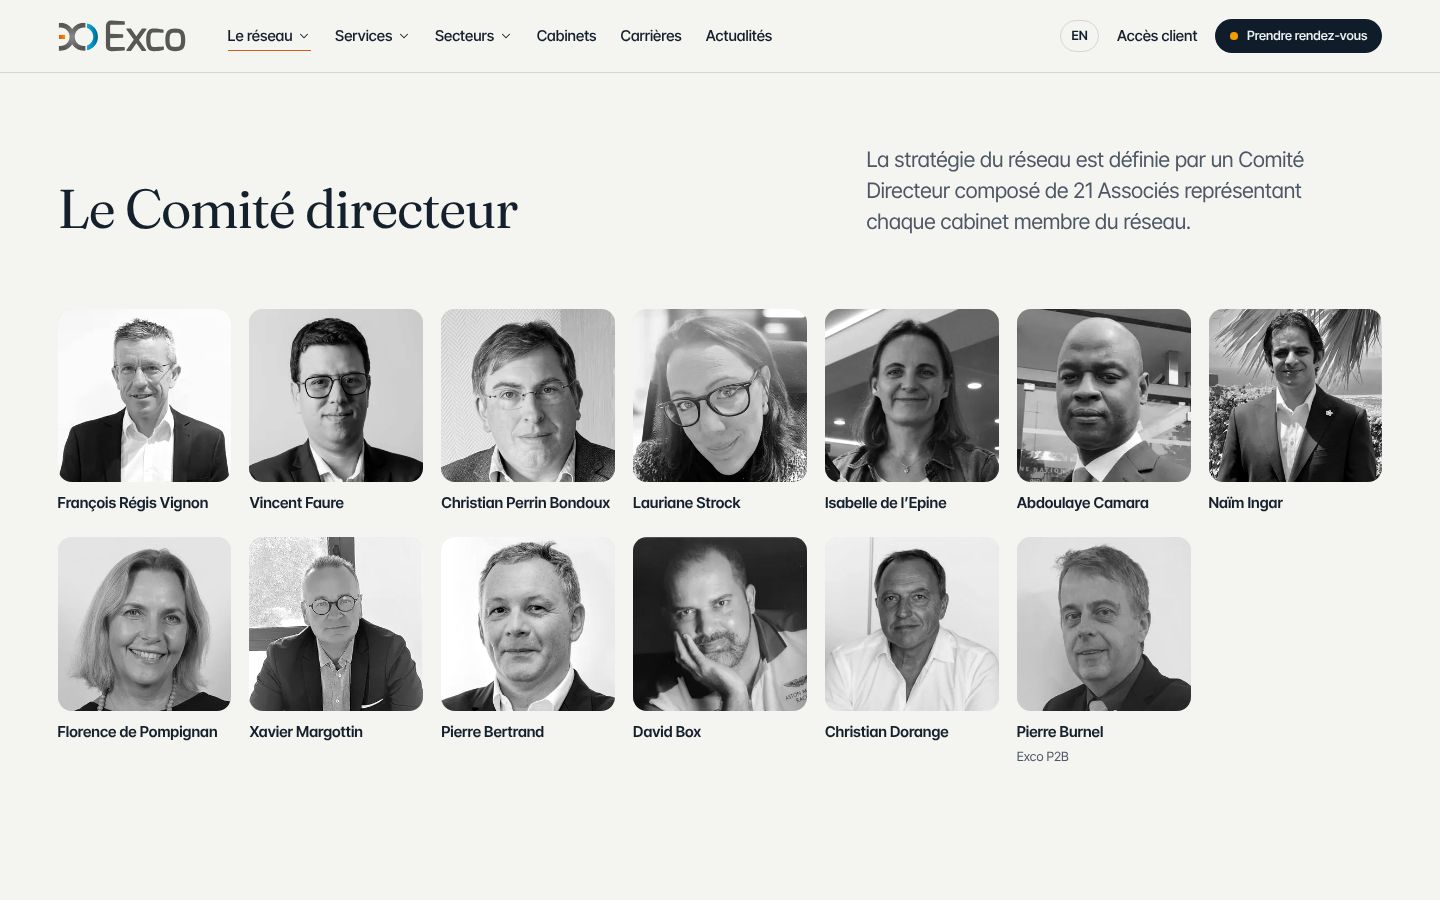 Exco
Le réseau
Services
Secteurs
Cabinets
Carrières
Actualités
EN
Accès client
Prendre rendez-vous
Le Comité directeur
La stratégie du réseau est définie par un Comité
Directeur composé de 21 Associés représentant
chaque cabinet membre du réseau.
François Régis Vignon
Vincent Faure
Christian Perrin Bondoux
Lauriane Strock
Isabelle de l’Epine
Abdoulaye Camara
Naïm Ingar
Florence de Pompignan
Xavier Margottin
Pierre Bertrand
David Box
Christian Dorange
Pierre Burnel
Exco P2B